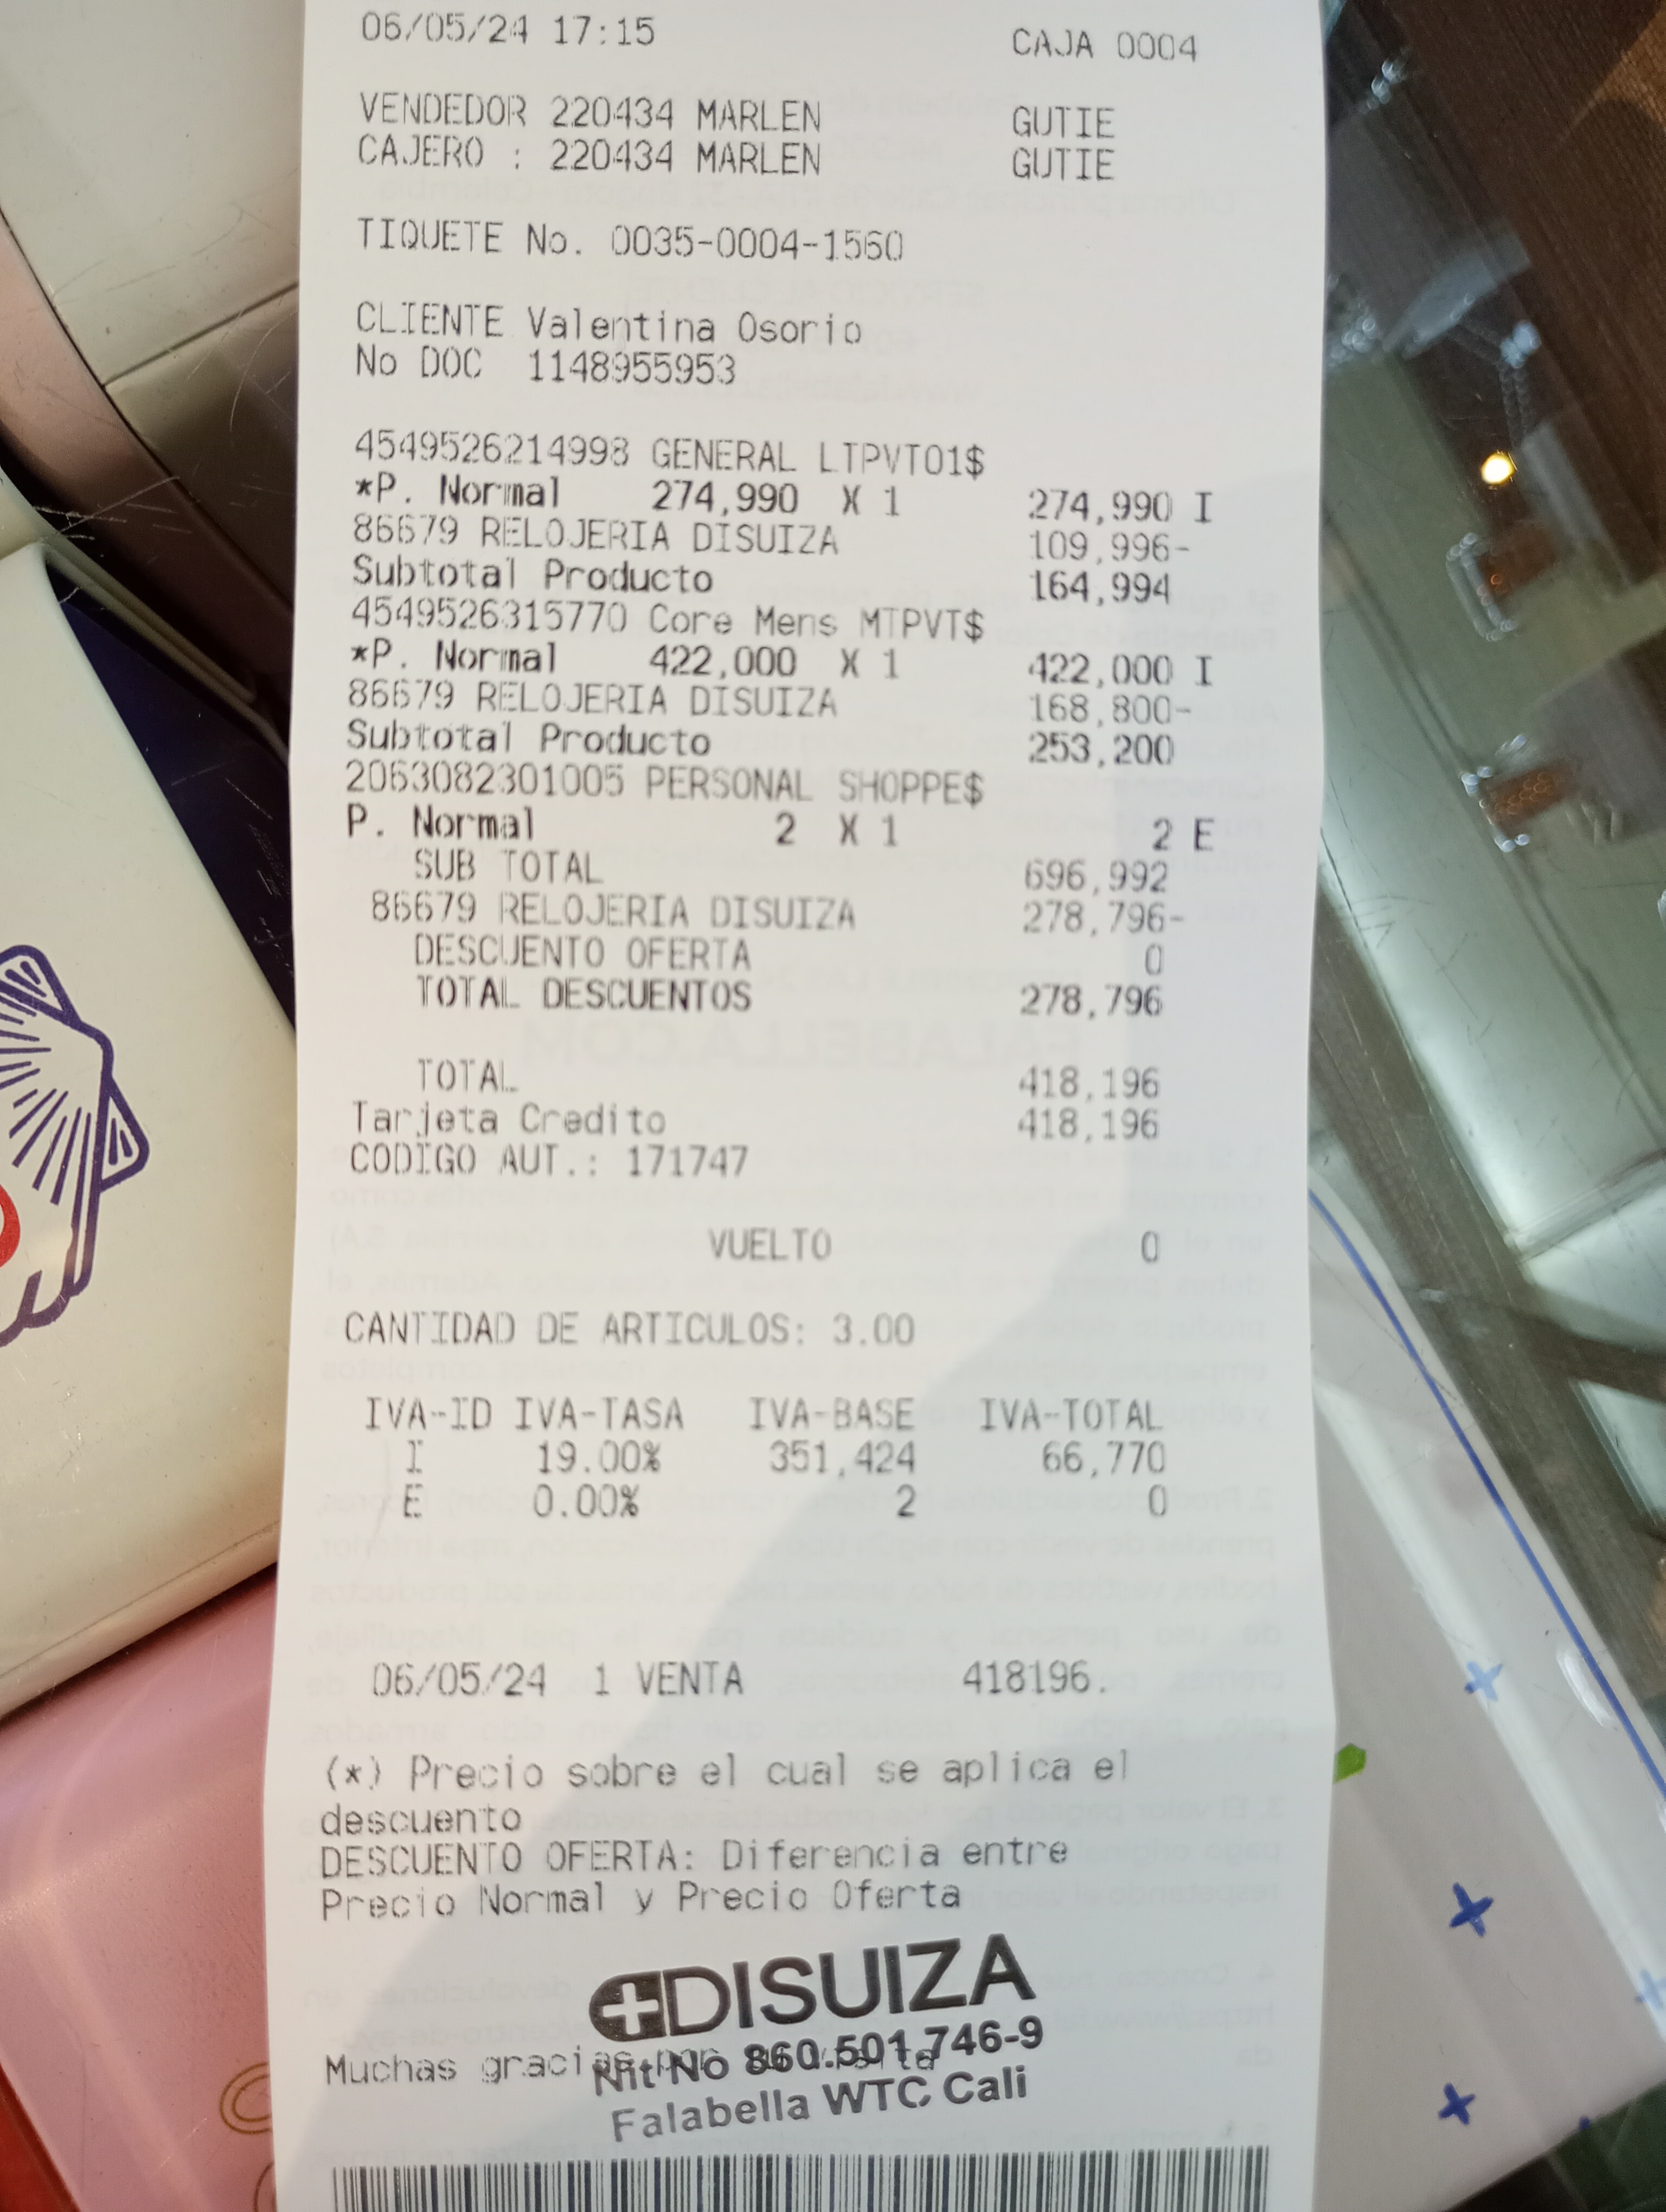 06/05/24 17:15 CAJA 0004
VENDEDOR 220434 MARLEN GUTIE
CAJERO : 220434 MARLEN GUTIE
TIQUETE No. 0035-0004-1560
CLIENTE Valentina Osorio
No DOC 1148955953
4549526214998 GENERAL LTPVT01$
*P. Normal 274,990 X 1 274,990 I
86679 RELOJERIA DISUIZA 109,996-
Subtotal Producto 164,994
4549526315770 Core Mens MTPVT$
*P. Normal 422,000 X 1 422,000 I
86679 RELOJERIA DISUIZA 168,800-
Subtotal Producto 253,200
2063082301005 PERSONAL SHOPPE$
P. Normal 2 X 1 2 E
SUB TOTAL 696,992
86679 RELOJERIA DISUIZA 278,796-
DESCUENTO OFERTA 0
TOTAL DESCUENTOS 278,796
TOTAL 418,196
Tarjeta Credito 418,196
CODIGO AUT.: 171747
VUELTO 0
CANTIDAD DE ARTICULOS: 3.00
IVA-ID IVA-TASA IVA-BASE IVA-TOTAL
I 19.00% 351,424 66,770
E 0.00% 2 0
06/05/24 1 VENTA 418196.
(*) Precio sobre el cual se aplica el
descuento
DESCUENTO OFERTA: Diferencia entre
Precio Normal y Precio Oferta
DISUIZA
Nit No 860.501.746-9
Muchas gracias por
Falabella WTC Cali